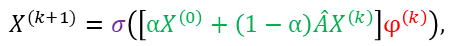 X⁽ᵏ⁺¹⁾ = σ([αX⁽⁰⁾ + (1 − α)ÂX⁽ᵏ⁾]φ⁽ᵏ⁾),